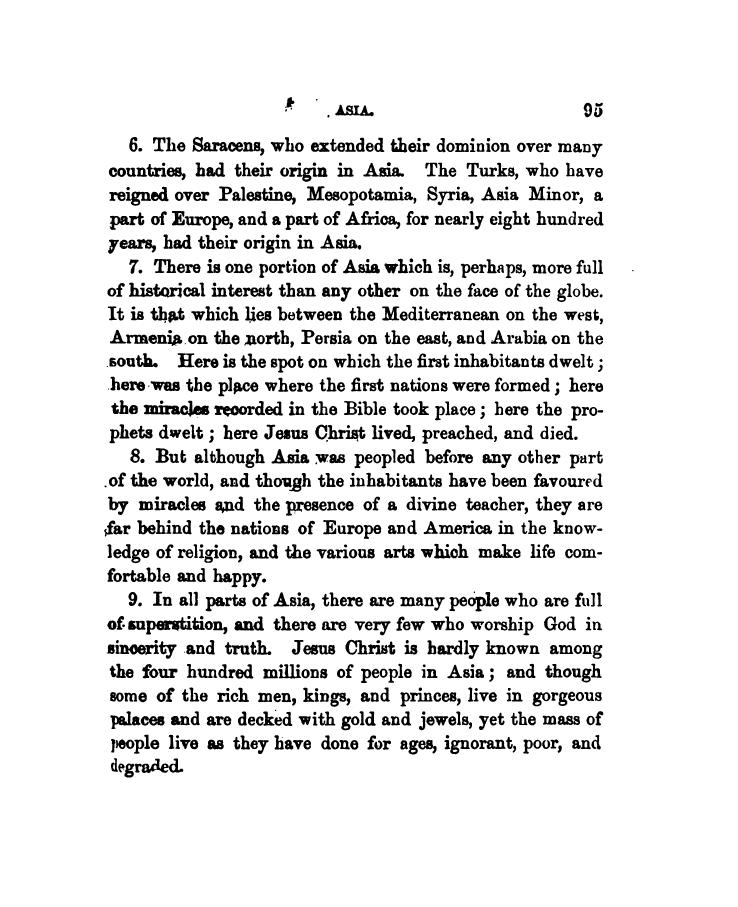 ASIA. 95
6. The Saracens, who extended their dominion over many
countries, had their origin in Asia. The Turks, who have
reigned over Palestine, Mesopotamia, Syria, Asia Minor, a
part of Europe, and a part of Africa, for nearly eight hundred
years, had their origin in Asia.
7. There is one portion of Asia which is, perhaps, more full
of historical interest than any other on the face of the globe.
It is that which lies between the Mediterranean on the west,
Armenia on the north, Persia on the east, and Arabia on the
south. Here is the spot on which the first inhabitants dwelt ;
here was the place where the first nations were formed ; here
the miracles recorded in the Bible took place ; here the pro-
phets dwelt ; here Jesus Christ lived, preached, and died.
8. But although Asia was peopled before any other part
of the world, and though the inhabitants have been favoured
by miracles and the presence of a divine teacher, they are
far behind the nations of Europe and America in the know-
ledge of religion, and the various arts which make life com-
fortable and happy.
9. In all parts of Asia, there are many people who are full
of superstition, and there are very few who worship God in
sincerity and truth. Jesus Christ is hardly known among
the four hundred millions of people in Asia ; and though
some of the rich men, kings, and princes, live in gorgeous
palaces and are decked with gold and jewels, yet the mass of
people live as they have done for ages, ignorant, poor, and
degraded.